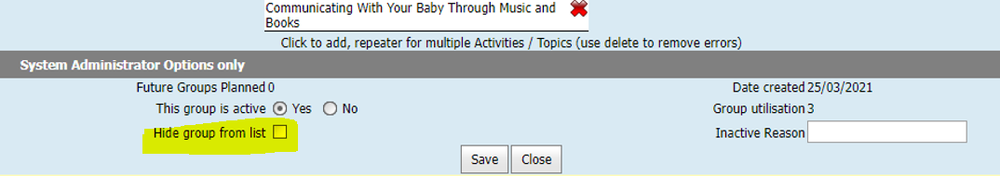 Communicating With Your Baby Through Music and
Books
Click to add, repeater for multiple Activities / Topics (use delete to remove errors)
System Administrator Options only
Future Groups Planned 0 Date created 25/03/2021
This group is active Yes No Group utilisation 3
Hide group from list Inactive Reason
Save Close